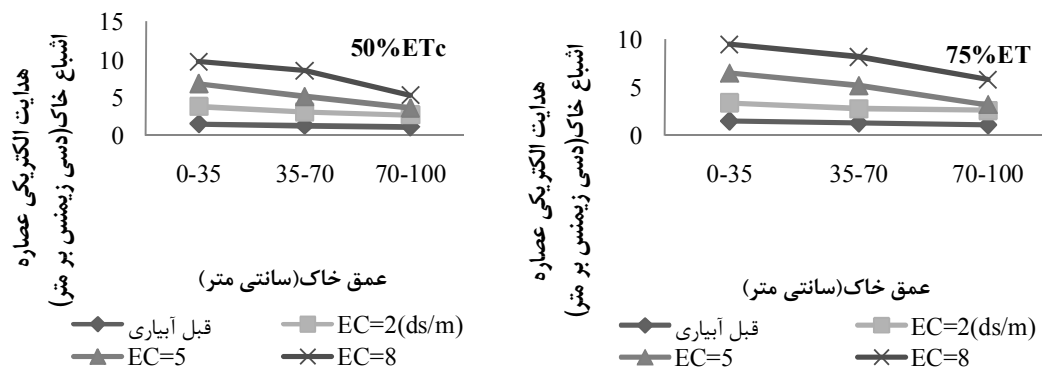 هدایت الکتریکی عصاره
اشباع خاک(دسی زیمنس بر متر)
15
10
5
0
50%ETc
0-35
35-70
70-100
عمق خاک(سانتی متر)
قبل آبیاری
EC=2(ds/m)
EC=5
EC=8
هدایت الکتریکی عصاره
اشباع خاک(دسی زیمنس بر متر)
10
5
0
75%ET
0-35
35-70
70-100
عمق خاک(سانتی متر)
قبل آبیاری
EC=2(ds/m)
EC=5
EC=8